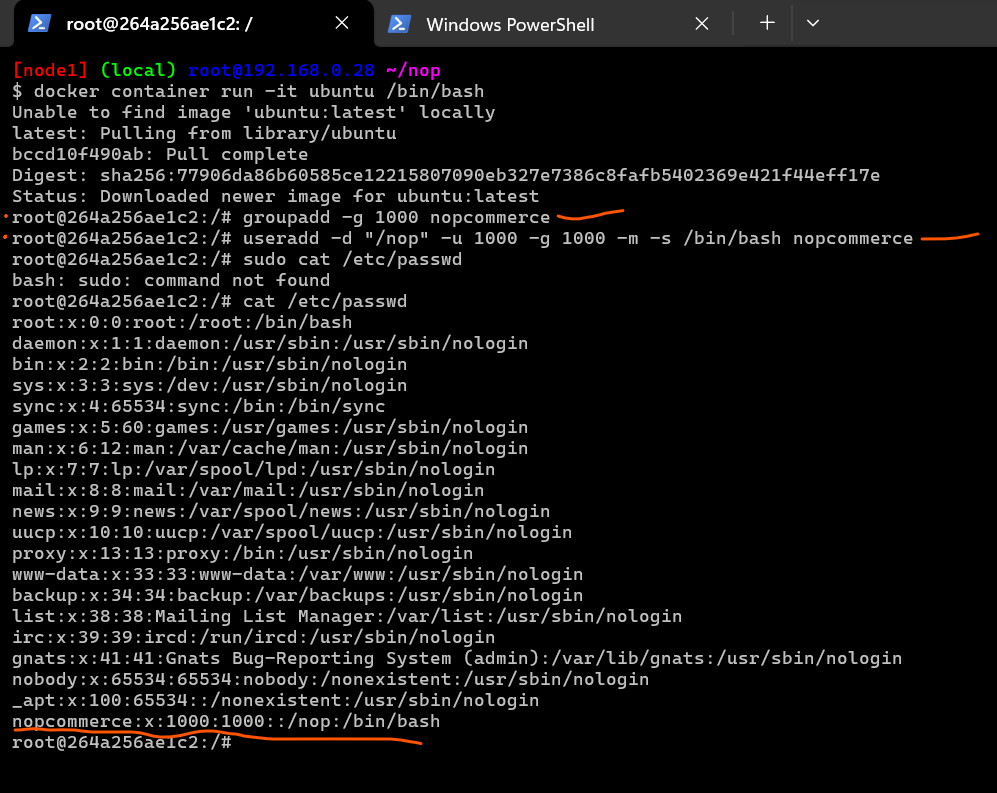 root@264a256ae1c2: /
Windows PowerShell
[node1] (local) root@192.168.0.28 ~/nop
$ docker container run -it ubuntu /bin/bash
Unable to find image 'ubuntu:latest' locally
latest: Pulling from library/ubuntu
bccd10f490ab: Pull complete
Digest: sha256:77906da86b60585ce12215807090eb327e7386c8fafb5402369e421f44eff17e
Status: Downloaded newer image for ubuntu:latest
root@264a256ae1c2:/# groupadd -g 1000 nopcommerce
root@264a256ae1c2:/# useradd -d "/nop" -u 1000 -g 1000 -m -s /bin/bash nopcommerce
root@264a256ae1c2:/# sudo cat /etc/passwd
bash: sudo: command not found
root@264a256ae1c2:/# cat /etc/passwd
root:x:0:0:root:/root:/bin/bash
daemon:x:1:1:daemon:/usr/sbin:/usr/sbin/nologin
bin:x:2:2:bin:/bin:/usr/sbin/nologin
sys:x:3:3:sys:/dev:/usr/sbin/nologin
sync:x:4:65534:sync:/bin:/bin/sync
games:x:5:60:games:/usr/games:/usr/sbin/nologin
man:x:6:12:man:/var/cache/man:/usr/sbin/nologin
lp:x:7:7:lp:/var/spool/lpd:/usr/sbin/nologin
mail:x:8:8:mail:/var/mail:/usr/sbin/nologin
news:x:9:9:news:/var/spool/news:/usr/sbin/nologin
uucp:x:10:10:uucp:/var/spool/uucp:/usr/sbin/nologin
proxy:x:13:13:proxy:/bin:/usr/sbin/nologin
www-data:x:33:33:www-data:/var/www:/usr/sbin/nologin
backup:x:34:34:backup:/var/backups:/usr/sbin/nologin
list:x:38:38:Mailing List Manager:/var/list:/usr/sbin/nologin
irc:x:39:39:ircd:/run/ircd:/usr/sbin/nologin
gnats:x:41:41:Gnats Bug-Reporting System (admin):/var/lib/gnats:/usr/sbin/nologin
nobody:x:65534:65534:nobody:/nonexistent:/usr/sbin/nologin
_apt:x:100:65534::/nonexistent:/usr/sbin/nologin
nopcommerce:x:1000:1000::/nop:/bin/bash
root@264a256ae1c2:/#